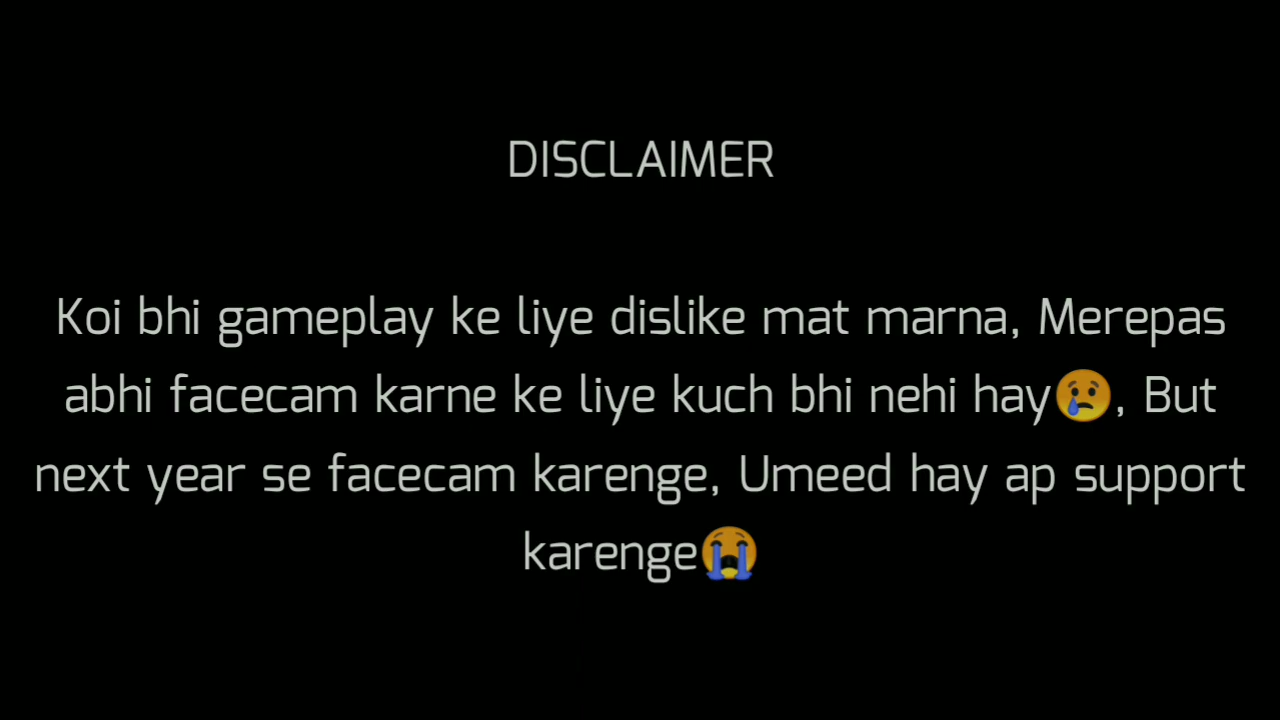 DISCLAIMER
Koi bhi gameplay ke liye dislike mat marna, Merepas
abhi facecam karne ke liye kuch bhi nehi hay😢, But
next year se facecam karenge, Umeed hay ap support
karenge😭